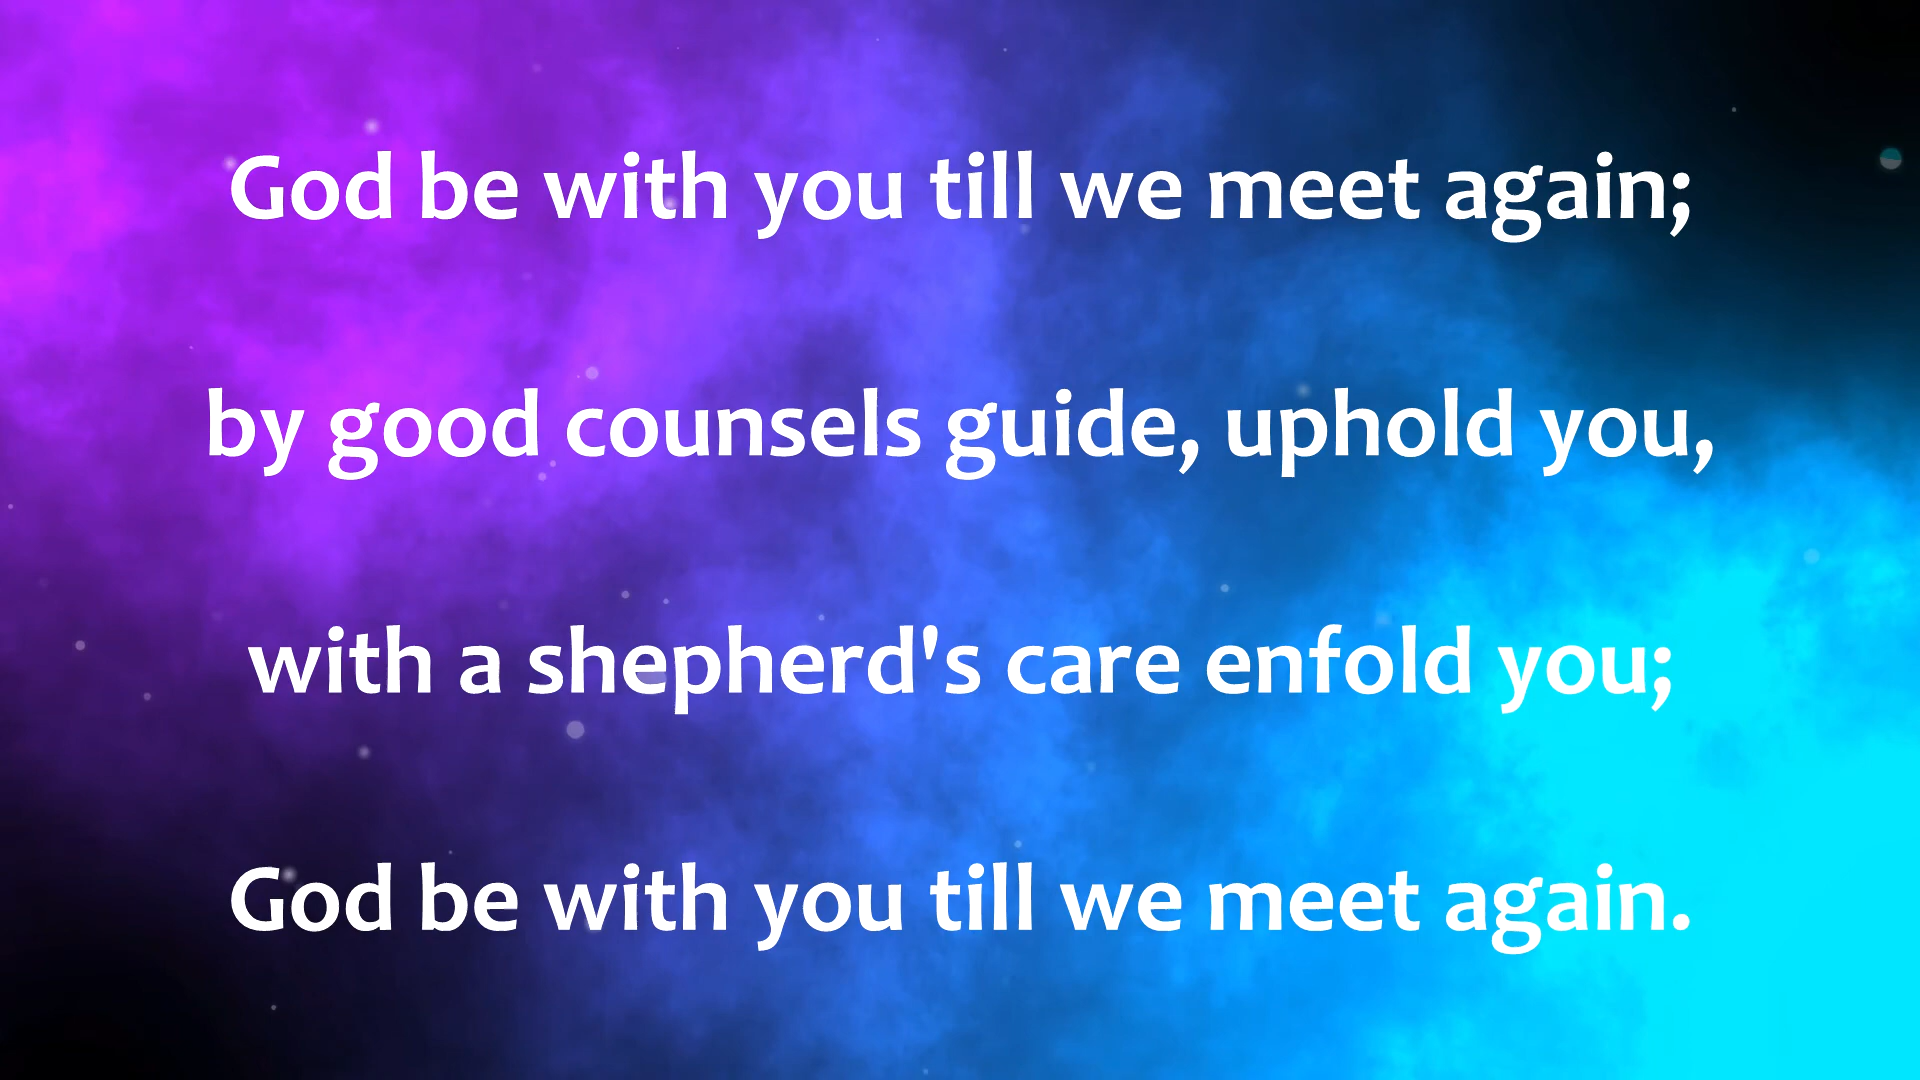 God be with you till we meet again;
by good counsels guide, uphold you,
with a shepherd's care enfold you;
God be with you till we meet again.